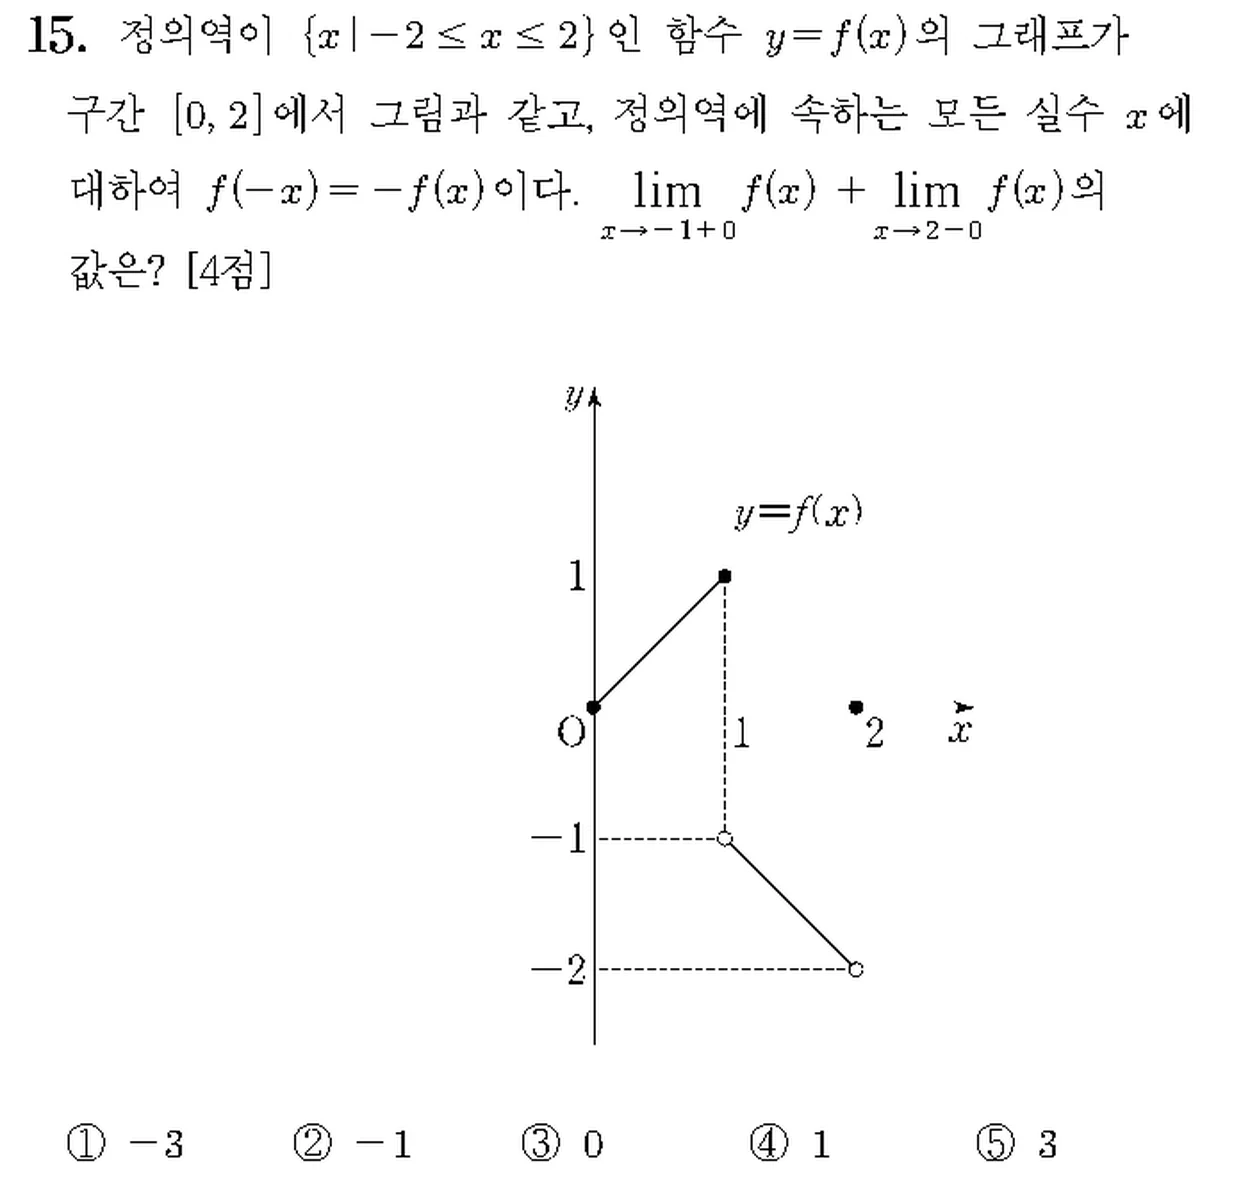 15. 정의역이 {x | −2 ≤ x ≤ 2}인 함수 y=f(x)의 그래프가
구간 [0, 2]에서 그림과 같고, 정의역에 속하는 모든 실수 x에
대하여 f(−x)=−f(x)이다. lim f(x) + lim f(x)의
x→−1+0 x→2−0
값은? [4점]
y
y=f(x)
1
O 1 2 x
−1
−2
① −3 ② −1 ③ 0 ④ 1 ⑤ 3